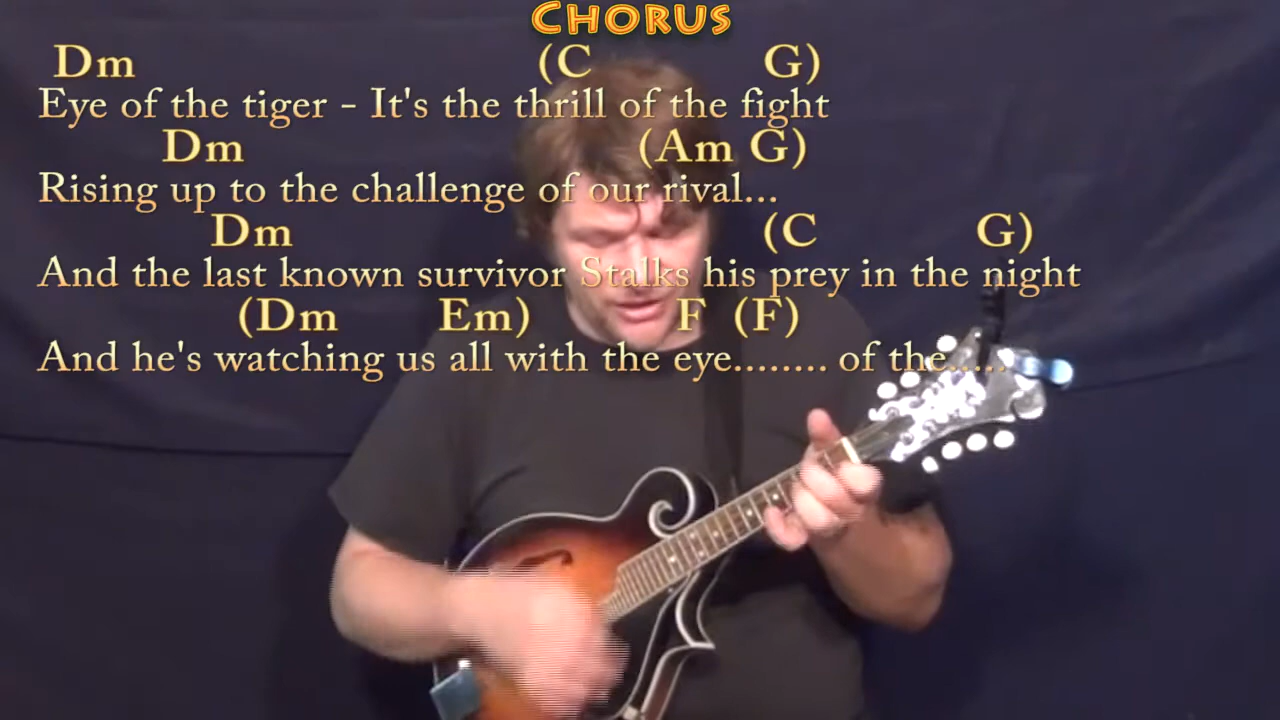 CHORUS
Dm (C G)
Eye of the tiger - It's the thrill of the fight
Dm (Am G)
Rising up to the challenge of our rival...
Dm (C G)
And the last known survivor Stalks his prey in the night
(Dm Em) F (F)
And he's watching us all with the eye........ of the.....